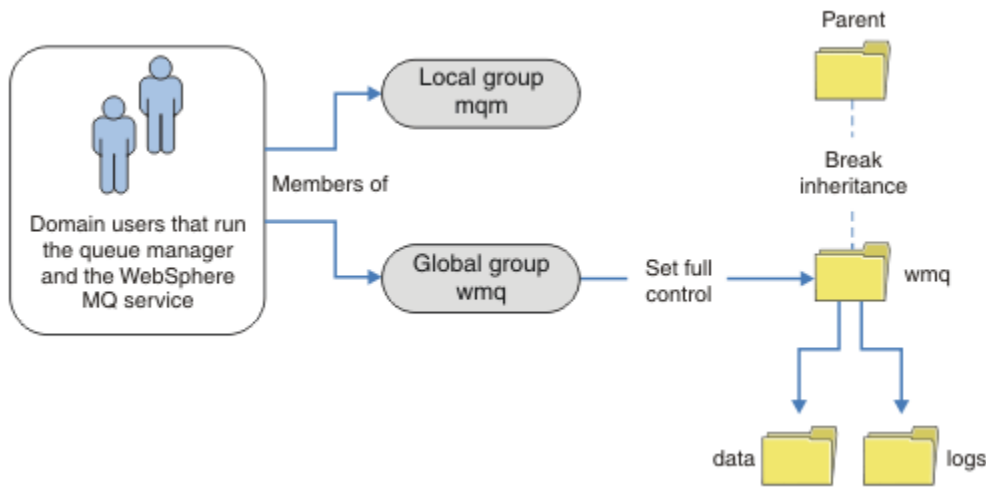 Parent
Local group
mqm
Break
inheritance
Members of
Domain users that run
the queue manager
and the WebSphere
MQ service
Global group
wmq
Set full
control
wmq
data
logs